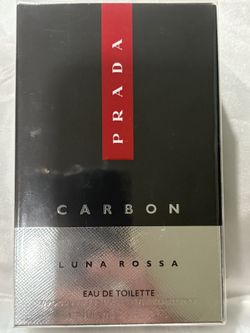 PRADA
CARBON
LUNA ROSSA
EAU DE TOILETTE